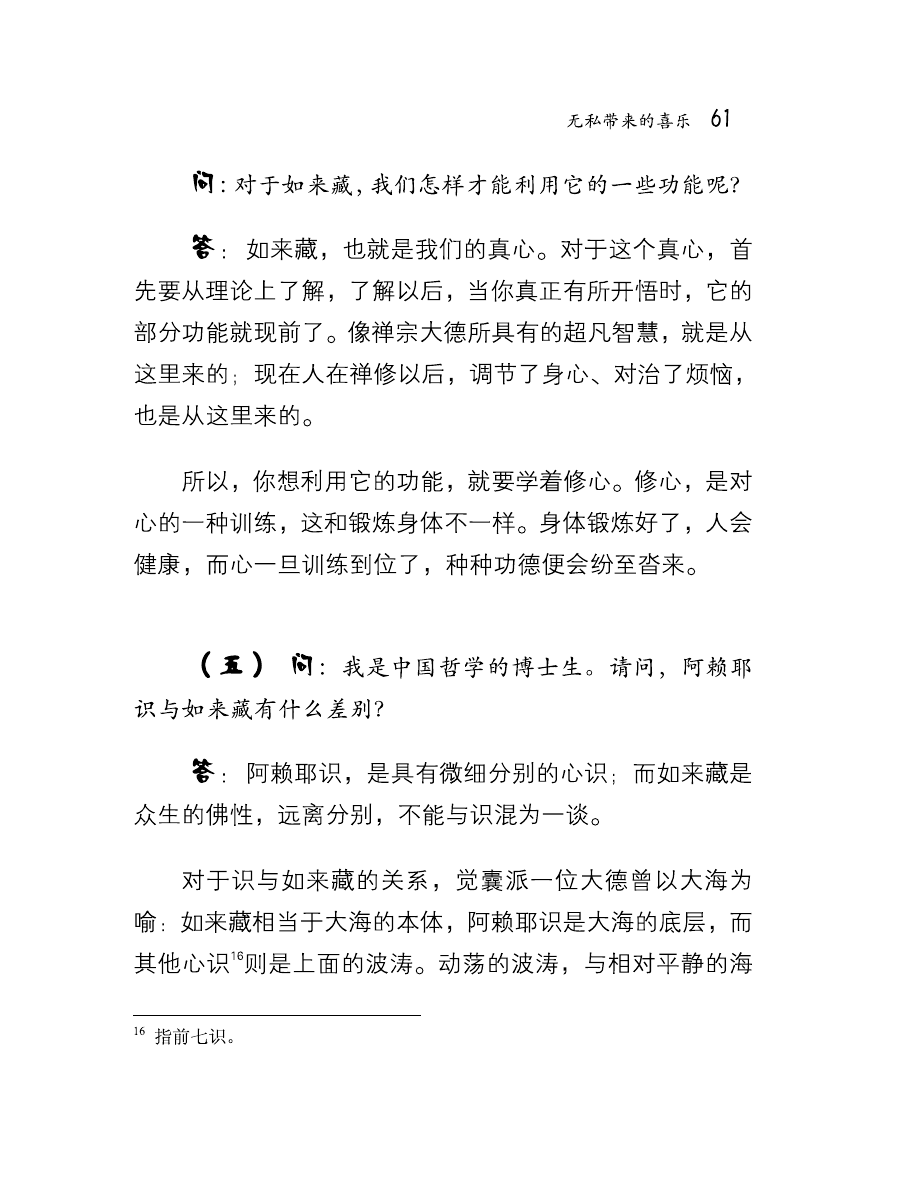 无私带来的喜乐 61
问：对于如来藏，我们怎样才能利用它的一些功能呢？
答：如来藏，也就是我们的真心。对于这个真心，首
先要从理论上了解，了解以后，当你真正有所开悟时，它的
部分功能就现前了。像禅宗大德所具有的超凡智慧，就是从
这里来的；现在人在禅修以后，调节了身心、对治了烦恼，
也是从这里来的。
所以，你想利用它的功能，就要学着修心。修心，是对
心的一种训练，这和锻炼身体不一样。身体锻炼好了，人会
健康，而心一旦训练到位了，种种功德便会纷至沓来。
（五） 问：我是中国哲学的博士生。请问，阿赖耶
识与如来藏有什么差别？
答：阿赖耶识，是具有微细分别的心识；而如来藏是
众生的佛性，远离分别，不能与识混为一谈。
对于识与如来藏的关系，觉囊派一位大德曾以大海为
喻：如来藏相当于大海的本体，阿赖耶识是大海的底层，而
其他心识16则是上面的波涛。动荡的波涛，与相对平静的海
16 指前七识。